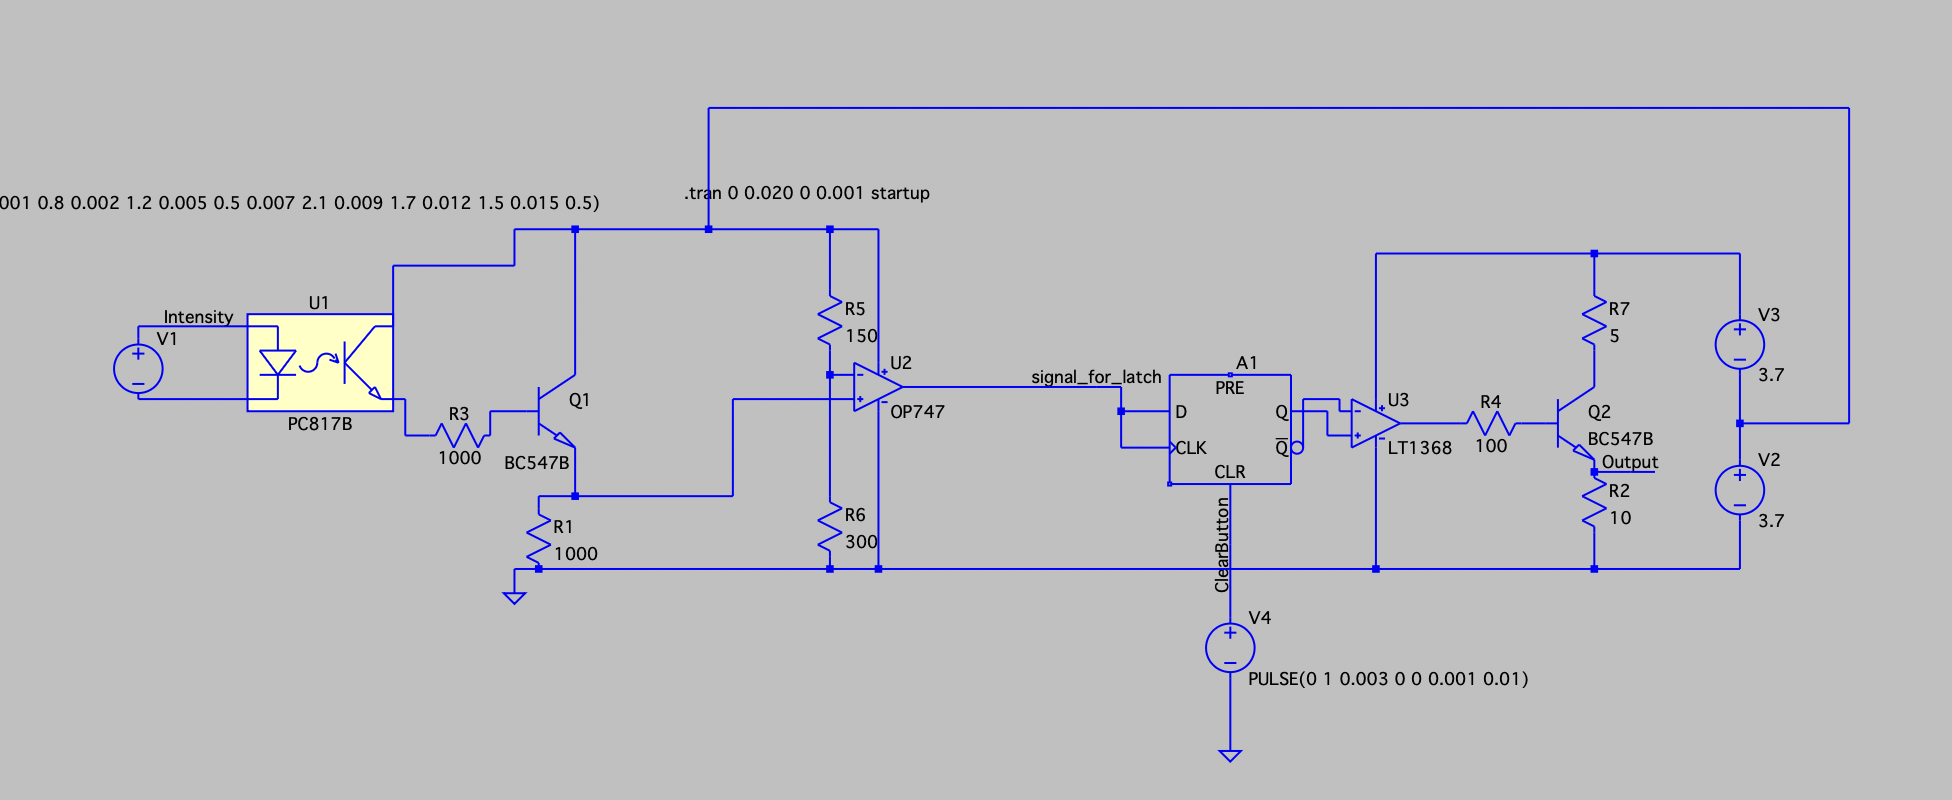 .tran 0 0.020 0 0.001 startup
001 0.8 0.002 1.2 0.005 0.5 0.007 2.1 0.009 1.7 0.012 1.5 0.015 0.5)
U1
Intensity
V1
PC817B
R3
1000
Q1
BC547B
R1
1000
R5
150
U2
OP747
R6
300
signal_for_latch
A1
PRE
D
Q
CLK
Q
CLR
ClearButton
V4
PULSE(0 1 0.003 0 0 0.001 0.01)
U3
LT1368
R4
100
R7
5
Q2
BC547B
Output
R2
10
V3
3.7
V2
3.7